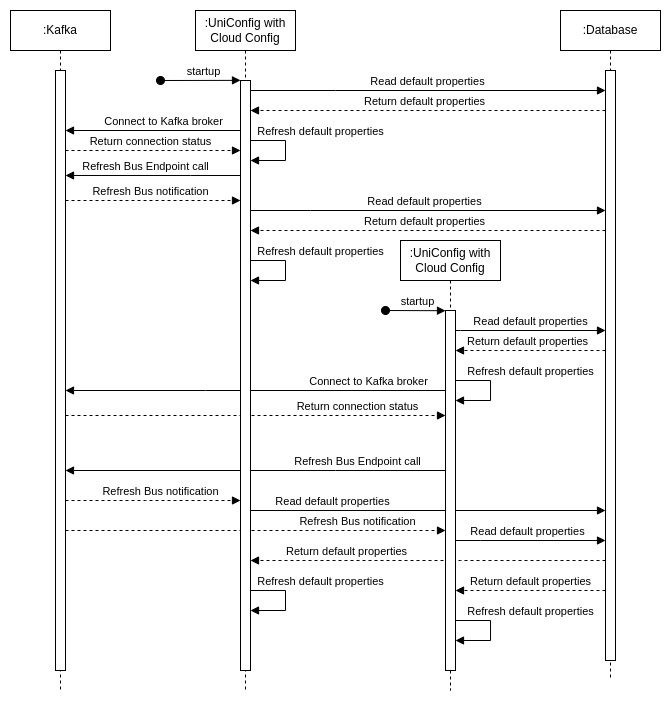 :Kafka
:UniConfig with
Cloud Config
:Database
startup
Read default properties
Return default properties
Connect to Kafka broker
Refresh default properties
Return connection status
Refresh Bus Endpoint call
Refresh Bus notification
Read default properties
Return default properties
Refresh default properties
:UniConfig with
Cloud Config
startup
Read default properties
Return default properties
Refresh default properties
Connect to Kafka broker
Return connection status
Refresh Bus Endpoint call
Refresh Bus notification
Read default properties
Refresh Bus notification
Read default properties
Return default properties
Refresh default properties
Return default properties
Refresh default properties